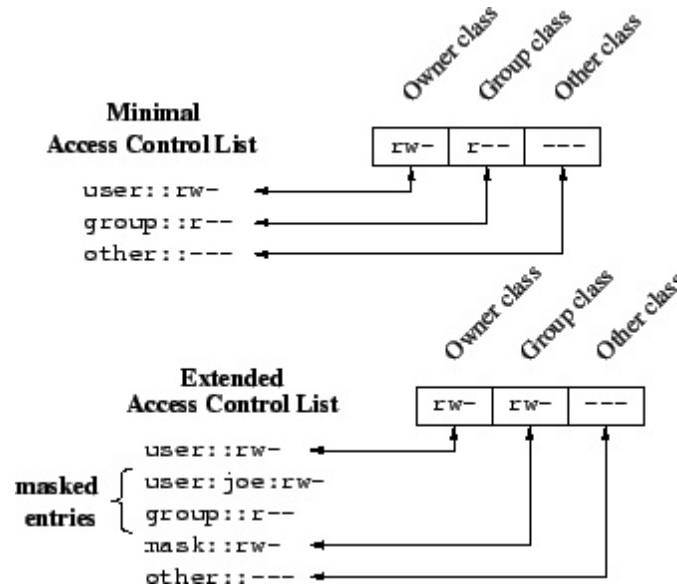 Owner class
Group class
Other class
Minimal
Access Control List
rw- r-- ---
user::rw-
group::r--
other::---
Owner class
Group class
Other class
Extended
Access Control List
rw- rw- ---
user::rw-
masked
entries
user:joe:rw-
group::r--
mask::rw-
other::---